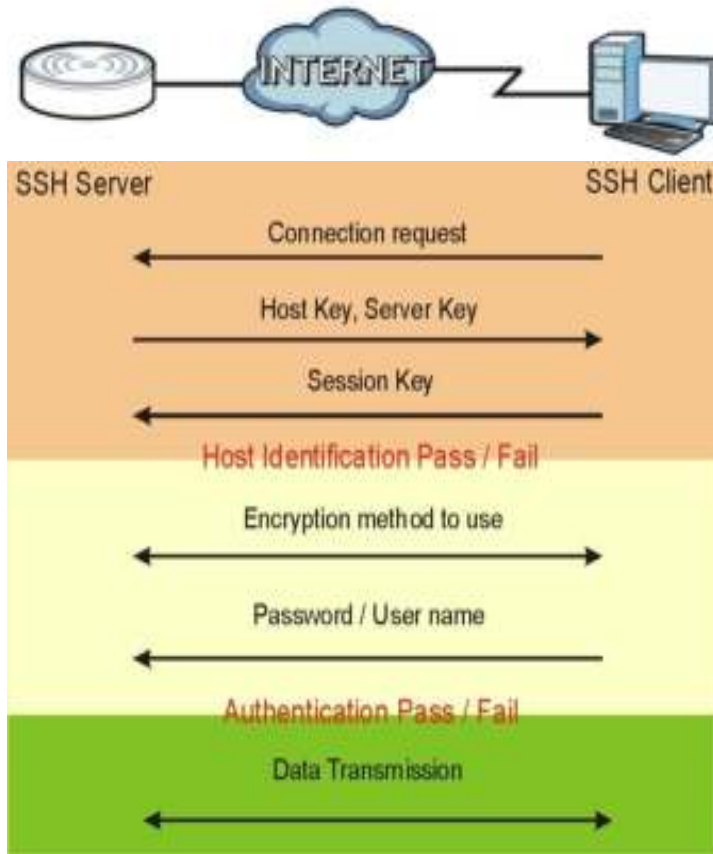 INTERNET
SSH Server
SSH Client
Connection request
Host Key, Server Key
Session Key
Host Identification Pass / Fail
Encryption method to use
Password / User name
Authentication Pass / Fail
Data Transmission